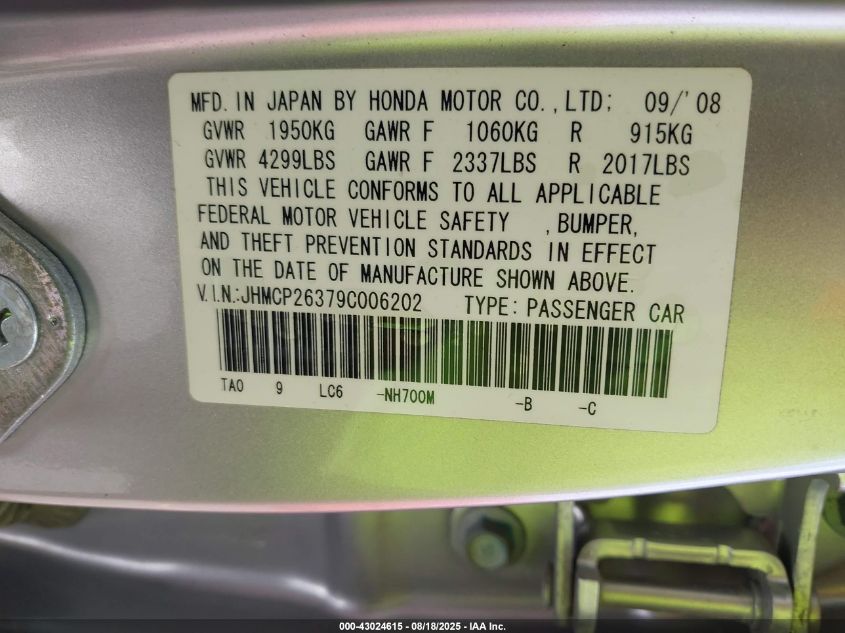 MFD. IN JAPAN BY HONDA MOTOR CO.,LTD; 09/'08
GVWR 1950KG GAWR F 1060KG R 915KG
GVWR 4299LBS GAWR F 2337LBS R 2017LBS
THIS VEHICLE CONFORMS TO ALL APPLICABLE
FEDERAL MOTOR VEHICLE SAFETY ,BUMPER,
AND THEFT PREVENTION STANDARDS IN EFFECT
ON THE DATE OF MANUFACTURE SHOWN ABOVE.
V.I.N.:JHMCP26379C006202 TYPE: PASSENGER CAR
TA0 9 LC6 -NH700M -B -C
000-43024615 - 08/18/2025 - IAA Inc.